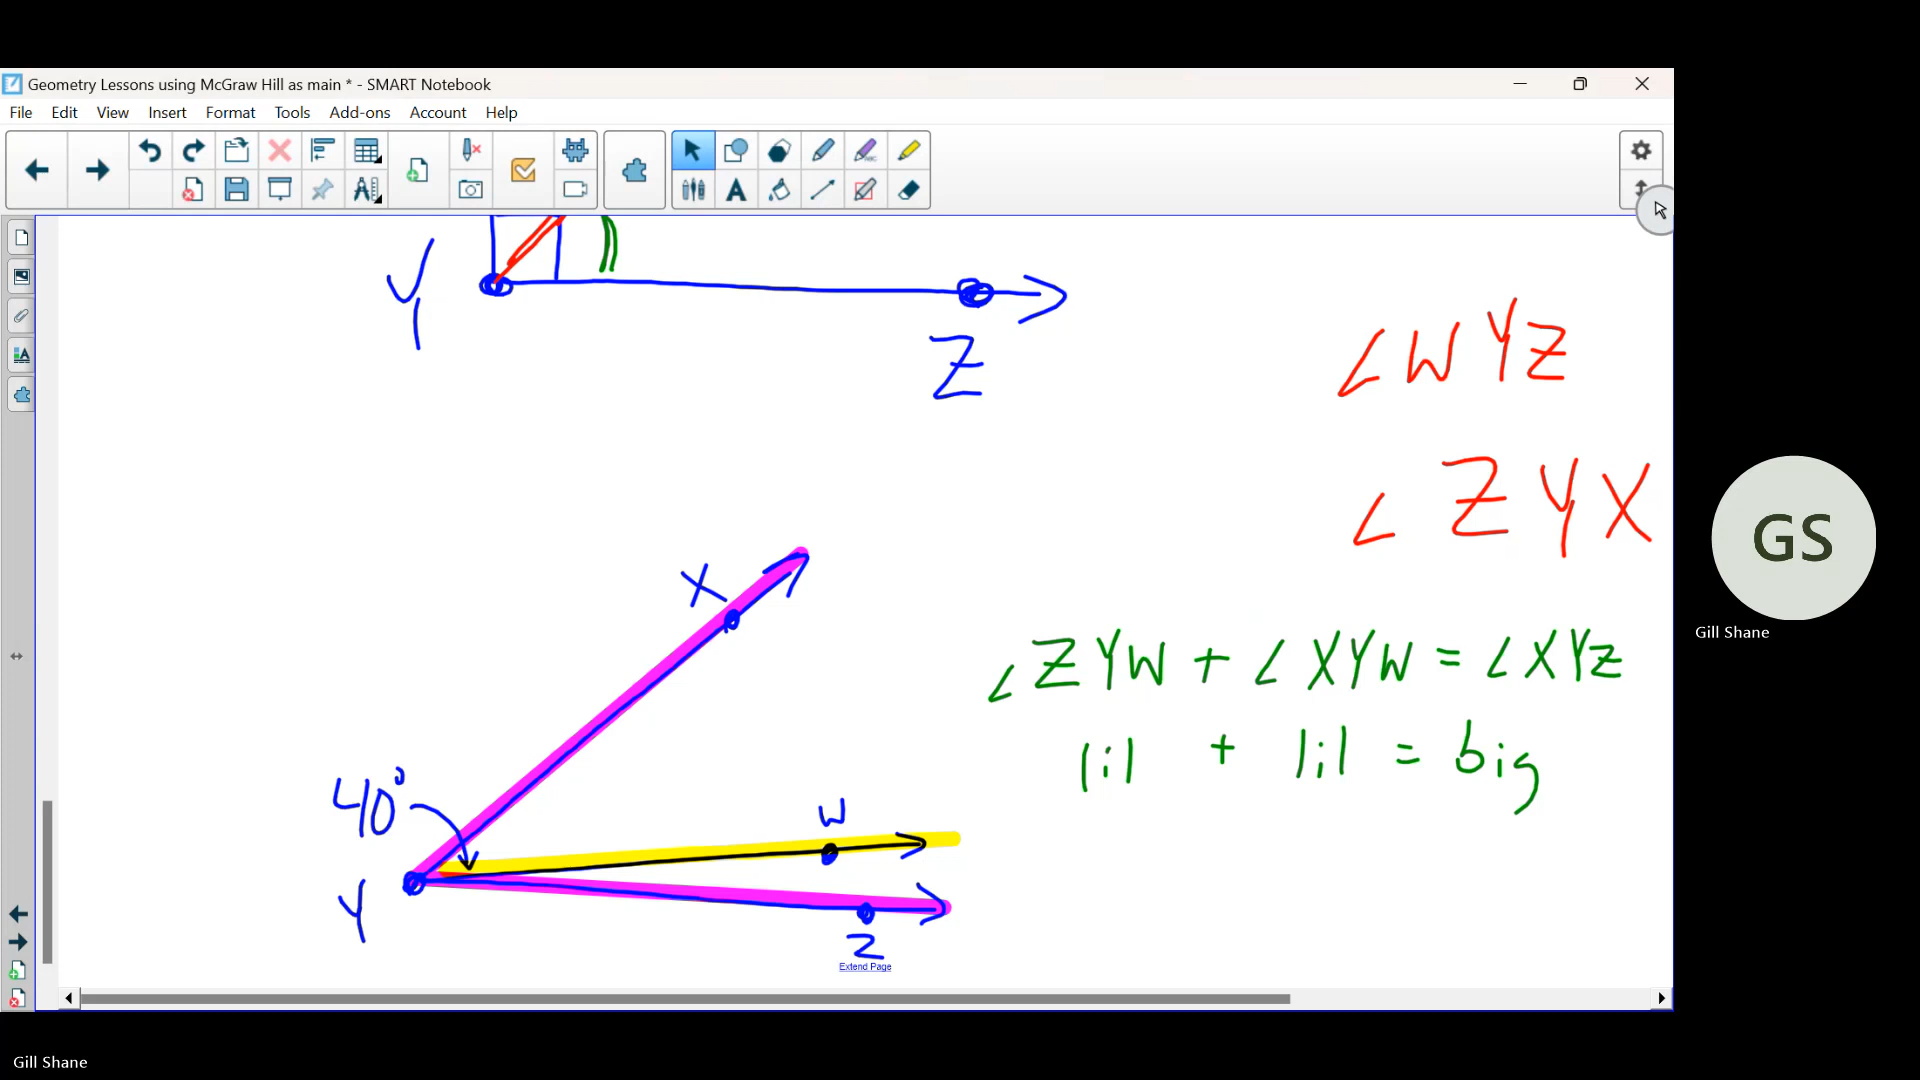 Geometry Lessons using McGraw Hill as main * - SMART Notebook
File Edit View Insert Format Tools Add-ons Account Help
Y
Z
∠WYZ
∠ZYX
X
∠ZYW + ∠XYW = ∠XYZ
lil + lil = big
40°
W
Y
Z
Extend Page
GS
Gill Shane
Gill Shane